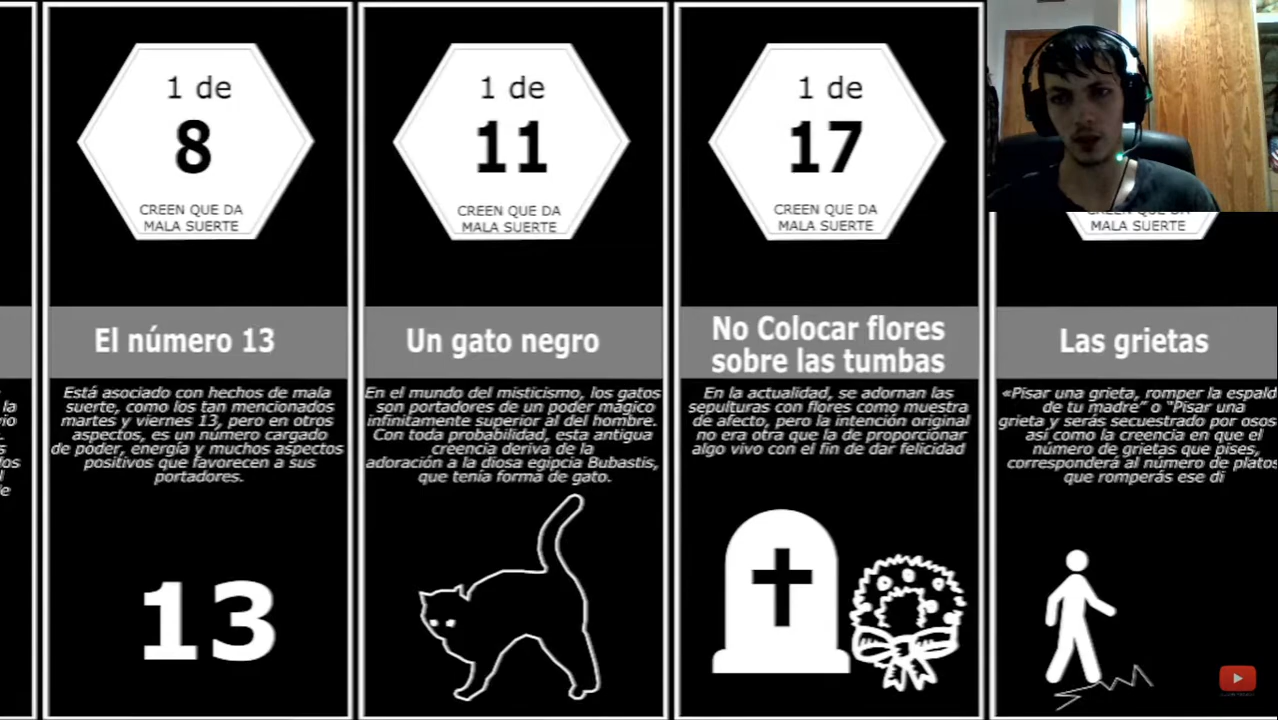 1 de
8
CREEN QUE DA
MALA SUERTE
El número 13
Está asociado con hechos de mala
suerte, como los tan mencionados
martes y viernes 13, pero en otros
aspectos, es un número cargado
de poder, energía y muchos aspectos
positivos que favorecen a sus
portadores.
13
1 de
11
CREEN QUE DA
MALA SUERTE
Un gato negro
En el mundo del misticismo, los gatos
son portadores de un poder mágico
infinitamente superior al del hombre.
Con toda probabilidad, esta antigua
creencia deriva de la
adoración a la diosa egipcia Bubastis,
que tenía forma de gato.
1 de
17
CREEN QUE DA
MALA SUERTE
No Colocar flores
sobre las tumbas
En la actualidad, se adornan las
sepulturas con flores como muestra
de afecto, pero la intención original
no era otra que la de proporcionar
algo vivo con el fin de dar felicidad
CREEN QUE DA
MALA SUERTE
Las grietas
«Pisar una grieta, romper la espald
de tu madre” o “Pisar una
grieta y serás secuestrado por osos
así como la creencia en que el
número de grietas que pises,
corresponderá al número de platos
que romperás ese di